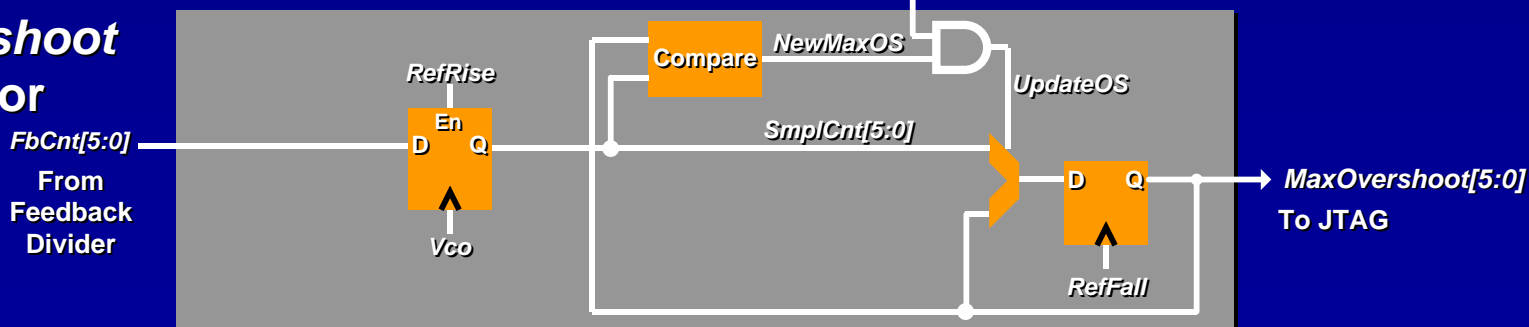 shoot
or
FbCnt[5:0]
From
Feedback
Divider
RefRise
En
D Q
Vco
Compare
NewMaxOS
UpdateOS
SmplCnt[5:0]
D Q
RefFall
MaxOvershoot[5:0]
To JTAG